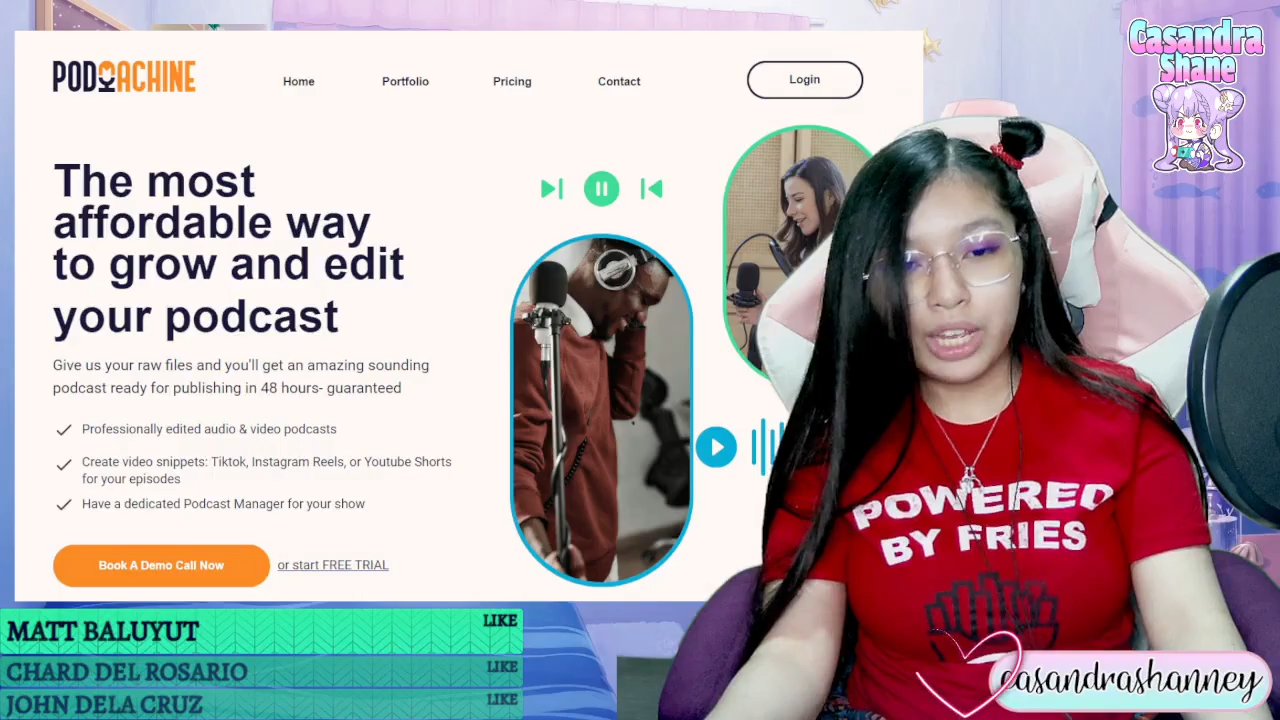 PODMACHINE
Home
Portfolio
Pricing
Contact
Login
Casandra
Shane
The most
affordable way
to grow and edit
your podcast
Give us your raw files and you'll get an amazing sounding
podcast ready for publishing in 48 hours- guaranteed
Professionally edited audio & video podcasts
Create video snippets: Tiktok, Instagram Reels, or Youtube Shorts
for your episodes
Have a dedicated Podcast Manager for your show
Book A Demo Call Now
or start FREE TRIAL
POWERED
BY FRIES
MATT BALUYUT
LIKE
CHARD DEL ROSARIO
LIKE
JOHN DELA CRUZ
LIKE
casandrashanney